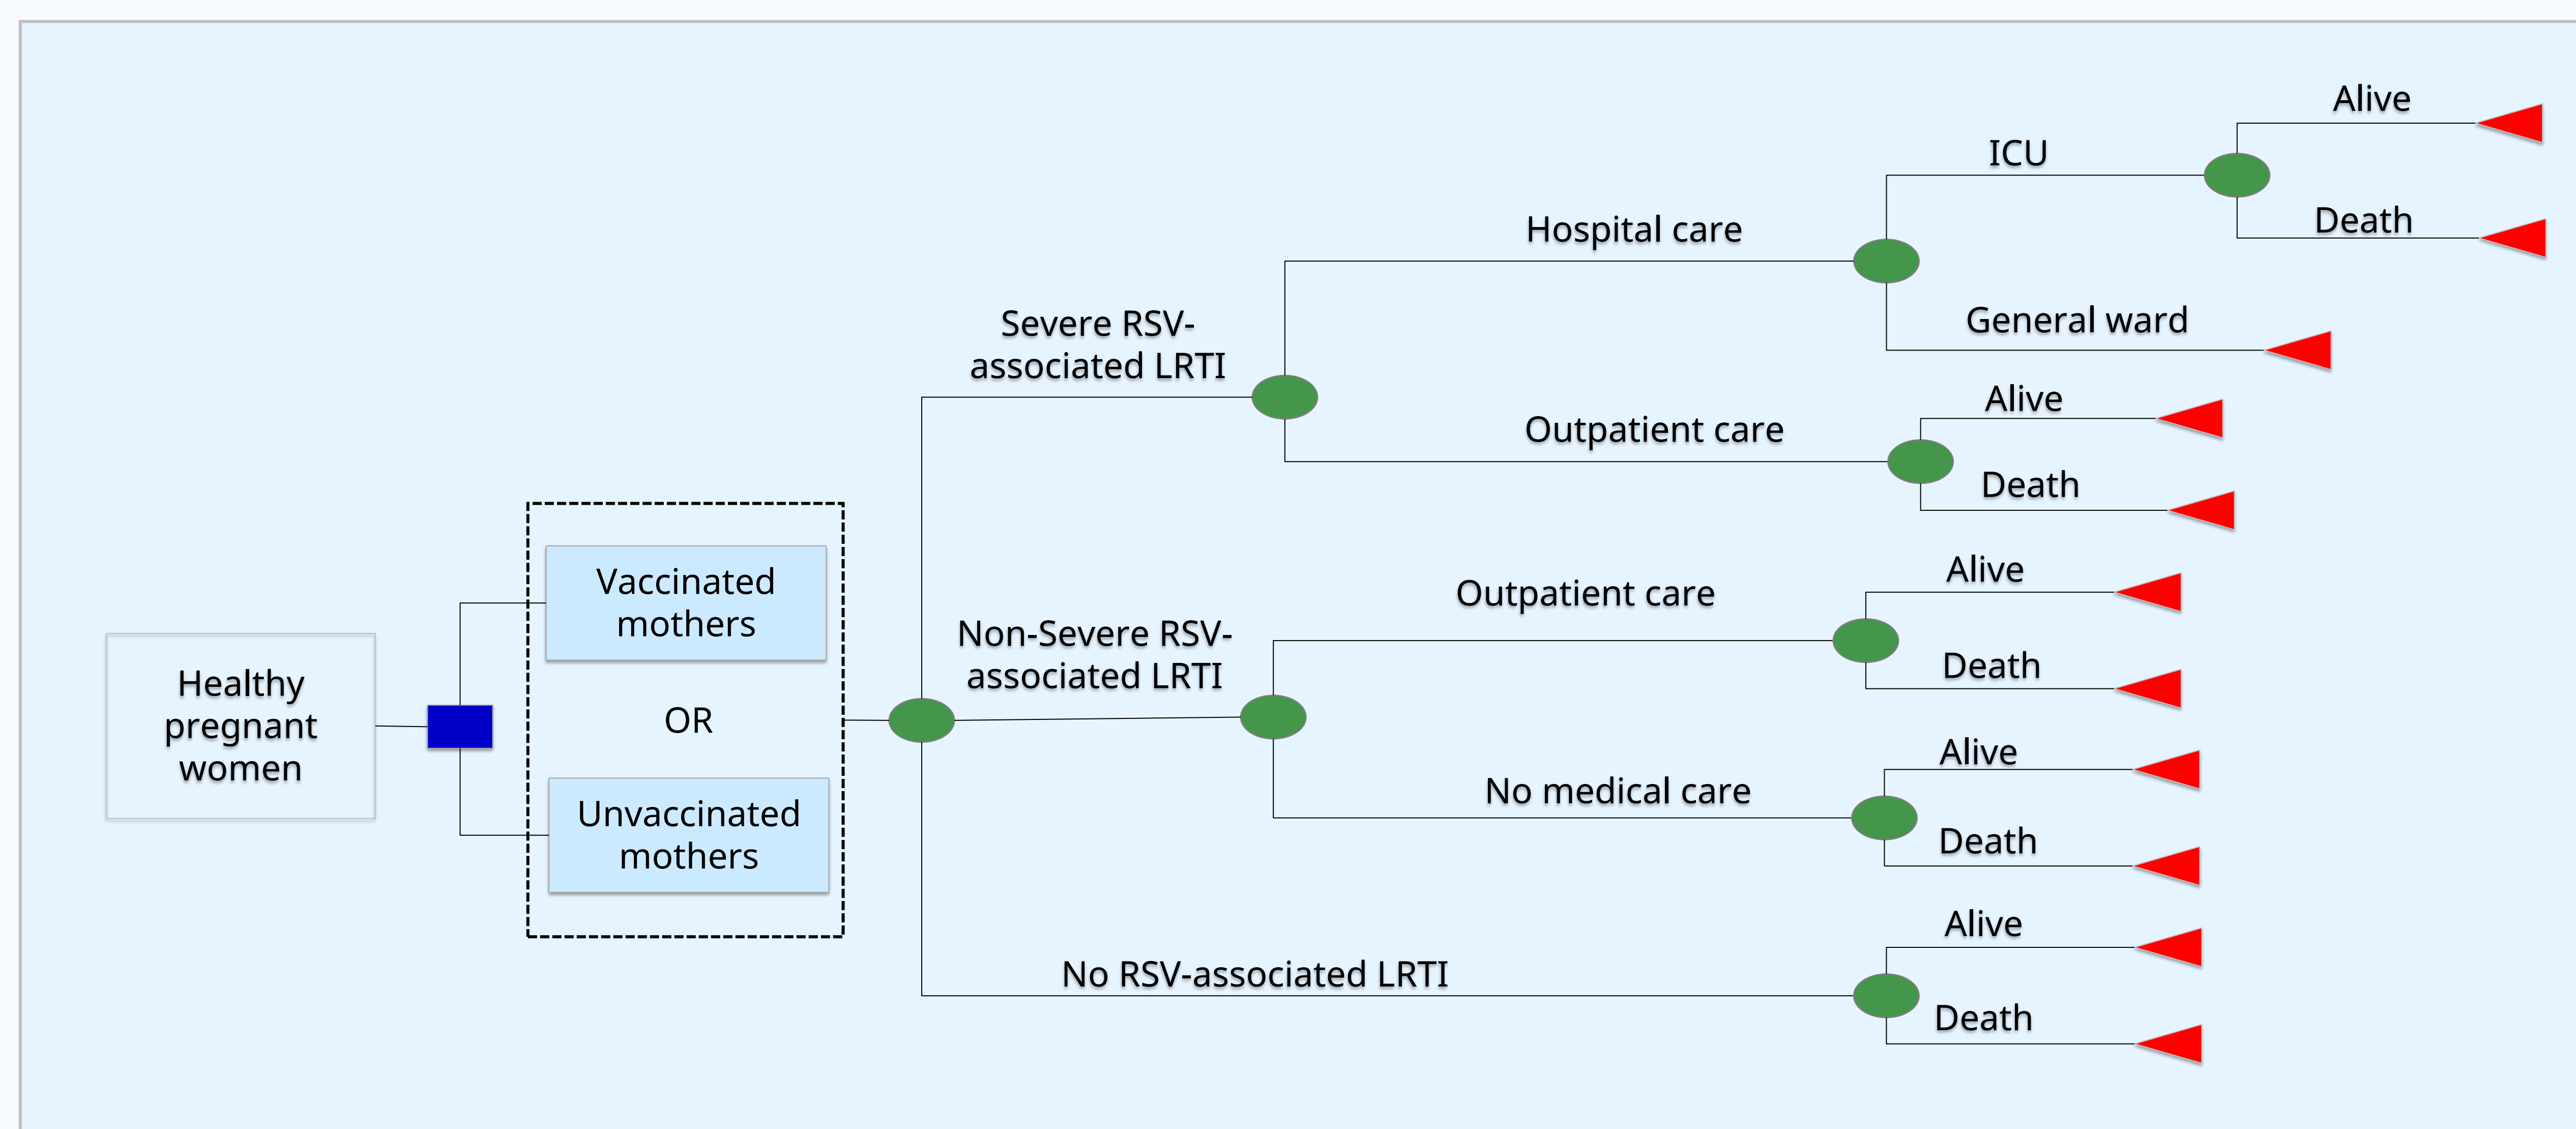 Healthy
pregnant
women
Vaccinated
mothers
OR
Unvaccinated
mothers
Severe RSV-
associated LRTI
Non-Severe RSV-
associated LRTI
No RSV-associated LRTI
Hospital care
Outpatient care
Outpatient care
No medical care
ICU
General ward
Alive
Death
Alive
Death
Alive
Death
Alive
Death
Alive
Death